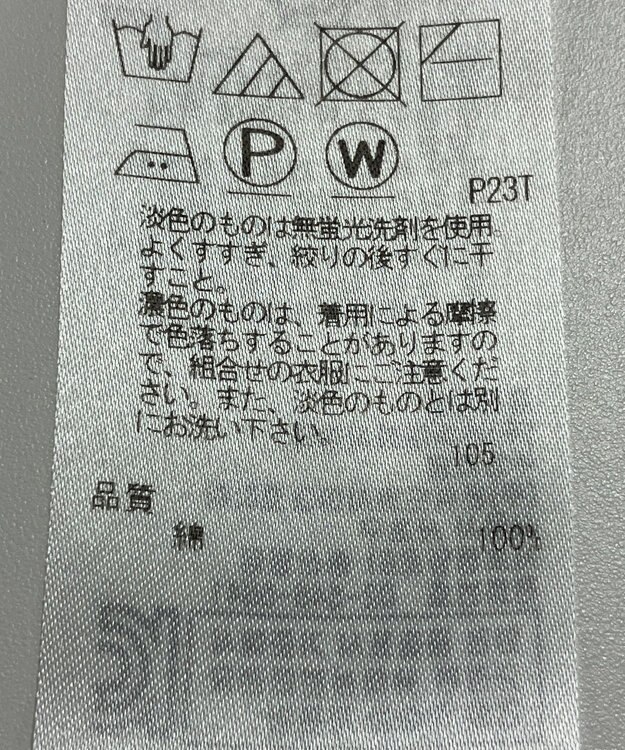 P W
P23T
淡色のものは無蛍光洗剤を使用
よくすすぎ、絞りの後すぐに干
すこと。
濃色のものは、着用による摩擦
で色落ちすることがありますの
で、組合せの衣服にご注意くだ
さい。また、淡色のものとは別
にお洗い下さい。
105
品質
綿 100%